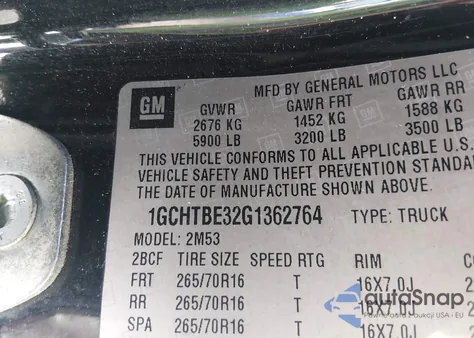 MFD BY GENERAL MOTORS LLC
GM
GVWR GAWR FRT GAWR RR
2676 KG 1452 KG 1588 KG
5900 LB 3200 LB 3500 LB
THIS VEHICLE CONFORMS TO ALL APPLICABLE U.S.
VEHICLE SAFETY AND THEFT PREVENTION STANDA
DATE OF MANUFACTURE SHOWN ABOVE.
1GCHTBE32G1362764 TYPE: TRUCK
MODEL: 2M53
2BCF TIRE SIZE SPEED RTG RIM
FRT 265/70R16 T 16X7.0J
RR 265/70R16 T 16X7.0J
SPA 265/70R16 T 16X7.0J
autoSnap